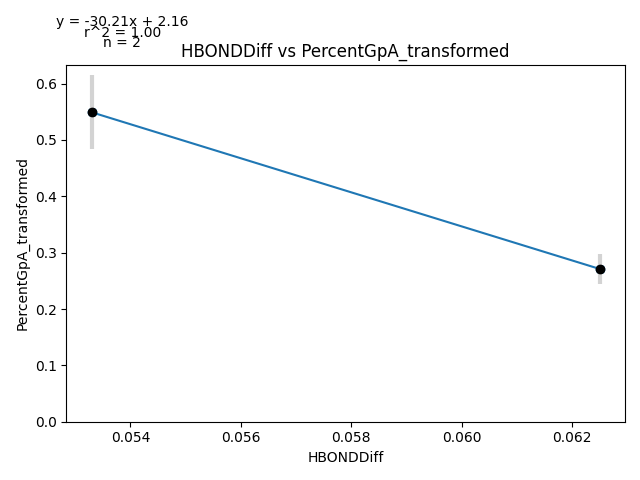 y = -30.21x + 2.16
r^2 = 1.00
n = 2
HBONDDiff vs PercentGpA_transformed
PercentGpA_transformed
0.6
0.5
0.4
0.3
0.2
0.1
0.0
0.054
0.056
0.058
0.060
0.062
HBONDDiff